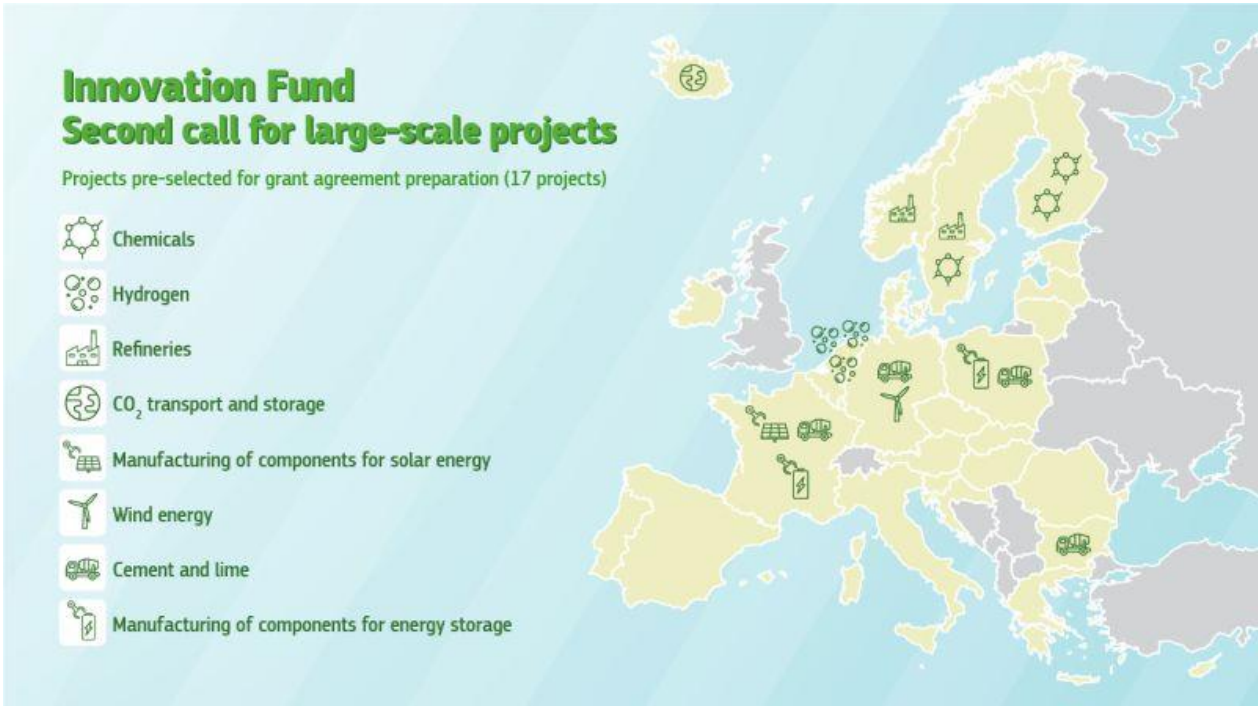 Innovation Fund
Second call for large-scale projects
Projects pre-selected for grant agreement preparation (17 projects)
Chemicals
Hydrogen
Refineries
CO₂ transport and storage
Manufacturing of components for solar energy
Wind energy
Cement and lime
Manufacturing of components for energy storage